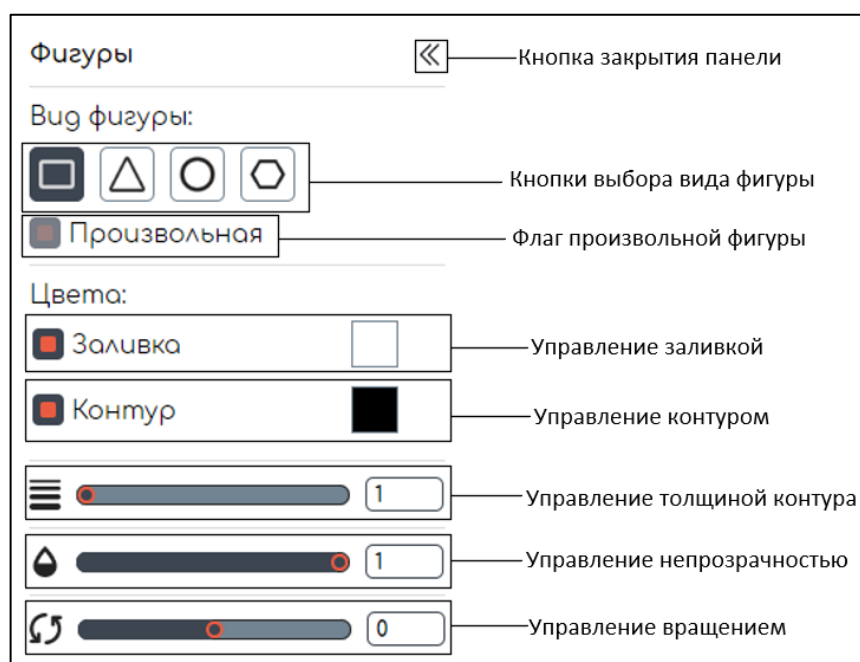 Фигуры
Кнопка закрытия панели
Вид фигуры:
Кнопки выбора вида фигуры
Произвольная
Флаг произвольной фигуры
Цвета:
Заливка
Управление заливкой
Контур
Управление контуром
1
Управление толщиной контура
1
Управление непрозрачностью
0
Управление вращением